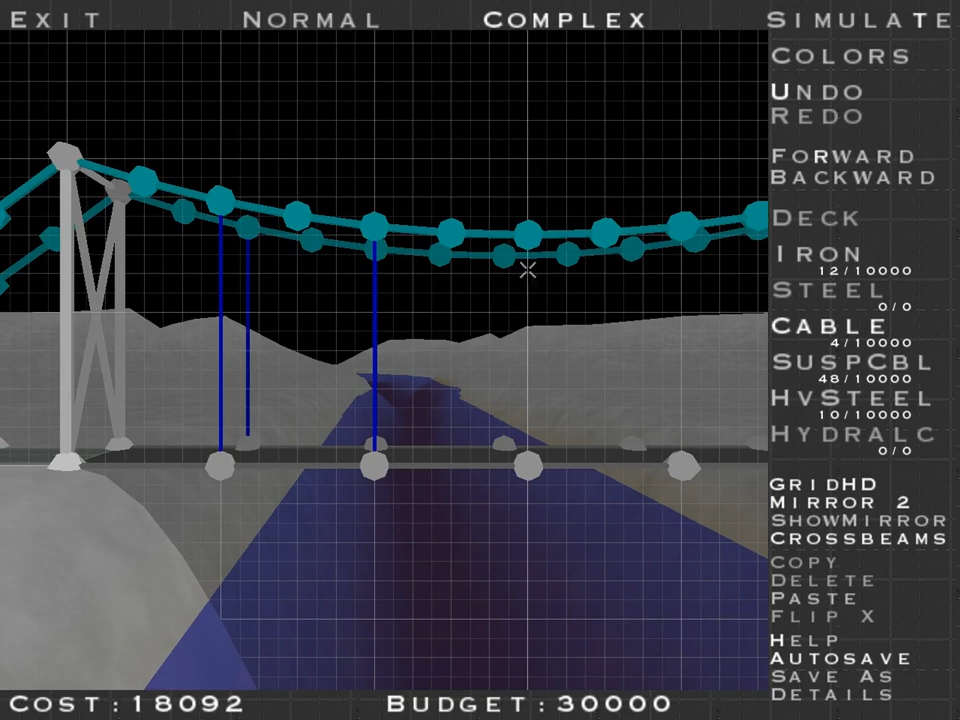 EXIT NORMAL COMPLEX SIMULATE
COLORS
UNDO
REDO
FORWARD
BACKWARD
DECK
IRON
12/10000
STEEL
0/0
CABLE
4/10000
SUSPCBL
48/10000
HVSTEEL
10/10000
HYDRALC
0/0
GRIDHD
MIRROR 2
SHOWMIRROR
CROSSBEAMS
COPY
DELETE
PASTE
FLIP X
HELP
AUTOSAVE
SAVE AS
DETAILS
COST:18092 BUDGET:30000